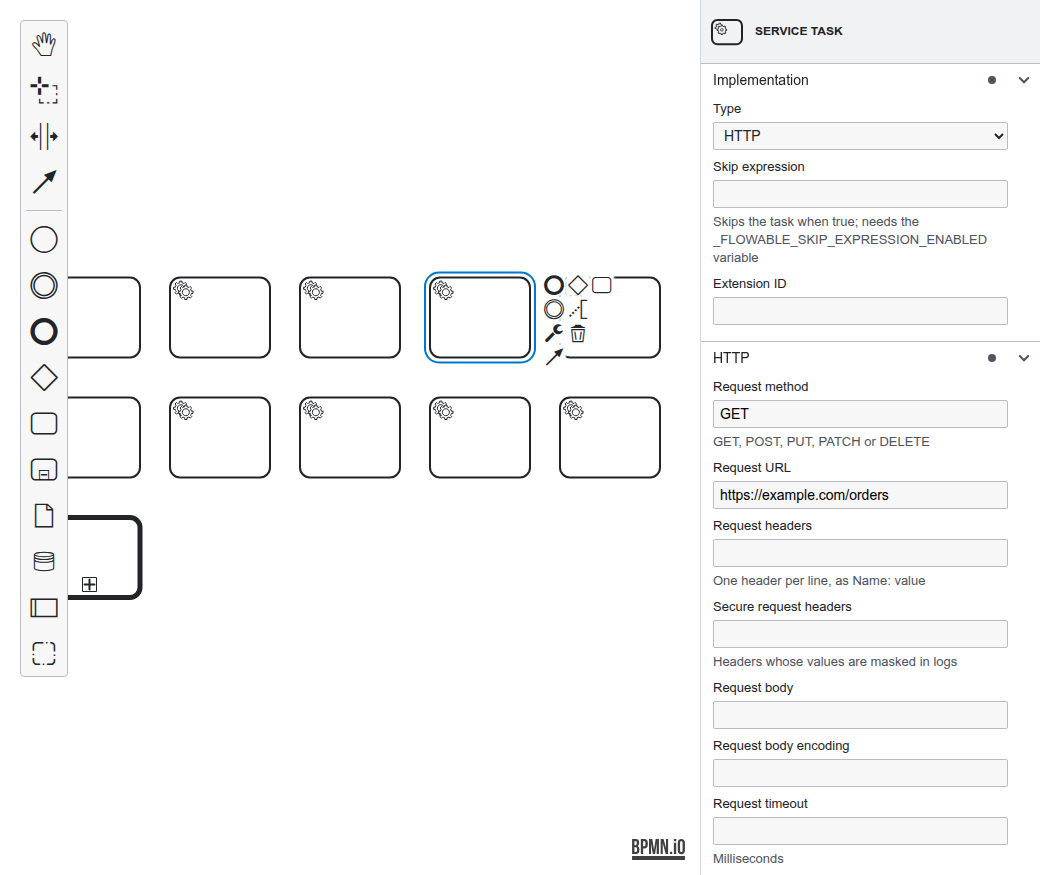 SERVICE TASK
Implementation
Type
HTTP
Skip expression
Skips the task when true; needs the
_FLOWABLE_SKIP_EXPRESSION_ENABLED
variable
Extension ID
HTTP
Request method
GET
GET, POST, PUT, PATCH or DELETE
Request URL
https://example.com/orders
Request headers
One header per line, as Name: value
Secure request headers
Headers whose values are masked in logs
Request body
Request body encoding
Request timeout
Milliseconds
BPMN.iO